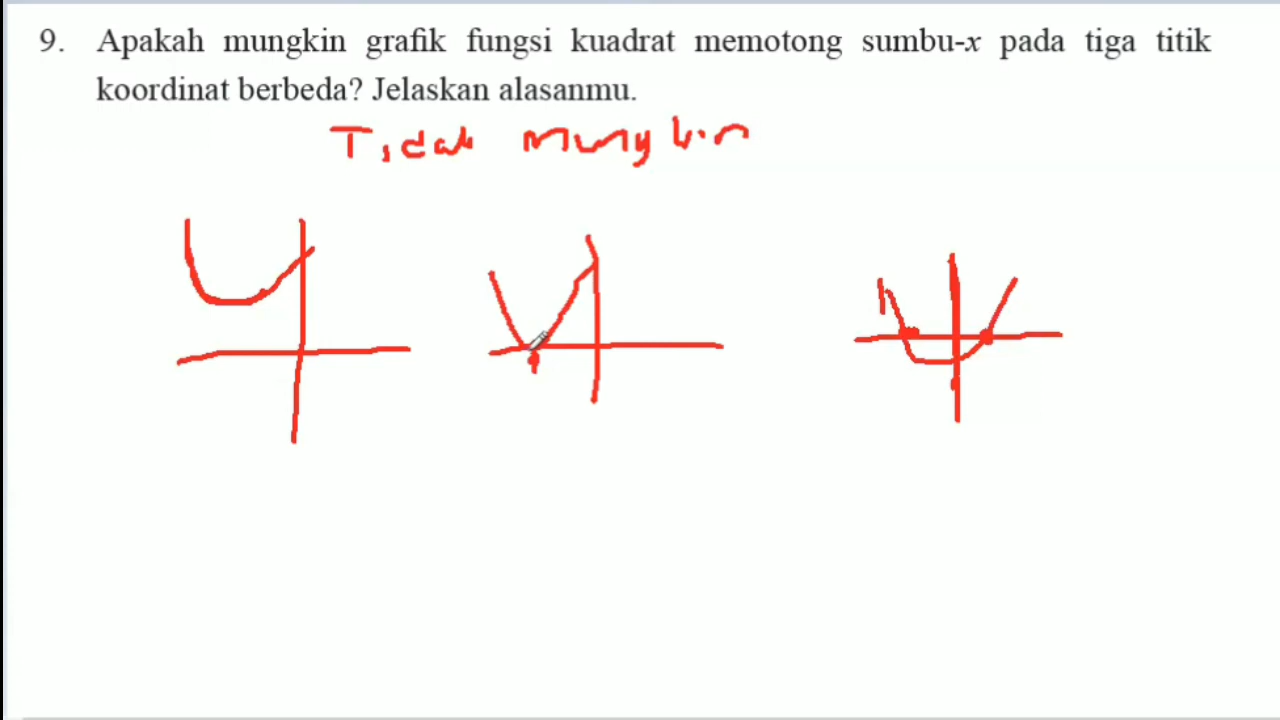 9. Apakah mungkin grafik fungsi kuadrat memotong sumbu-x pada tiga titik
koordinat berbeda? Jelaskan alasanmu.
Tidak mungkin